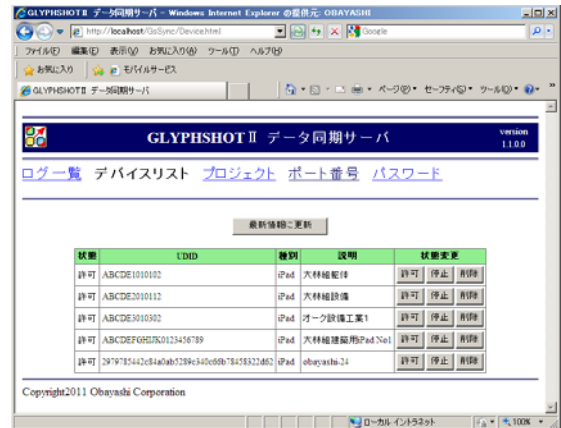 GLYPHSHOTⅡ データ同期サーバ - Windows Internet Explorer の提供元: OBAYASHI
http://localhost/GsSync/Device.html
Google
ファイル(F) 編集(E) 表示(V) お気に入り(A) ツール(T) ヘルプ(H)
お気に入り モバイルサービス
GLYPHSHOTⅡ データ同期サーバ
ページ(P) セーフティ(S) ツール(O)
GLYPHSHOTⅡ データ同期サーバ
version
1.1.0.0
ログ一覧 デバイスリスト プロジェクト ポート番号 パスワード
最新情報に更新
状態 UDID 種別 説明 状態変更
許可 ABCDE1010102 iPad 大林組躯体 許可 停止 削除
許可 ABCDE2010112 iPad 大林組設備 許可 停止 削除
許可 ABCDE3010302 iPad オーク設備工業1 許可 停止 削除
許可 ABCDEFGHIJK0123456789 iPad 大林組建築用iPad No1 許可 停止 削除
許可 iPad obayashi-24 許可 停止 削除
Copyright2011 Obayashi Corporation
ローカル イントラネット 100%